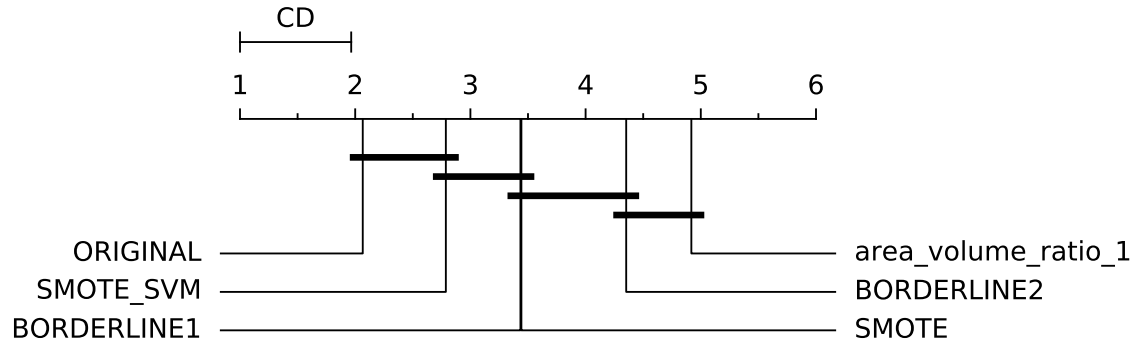 CD
1 2 3 4 5 6
ORIGINAL area_volume_ratio_1
SMOTE_SVM BORDERLINE2
BORDERLINE1 SMOTE